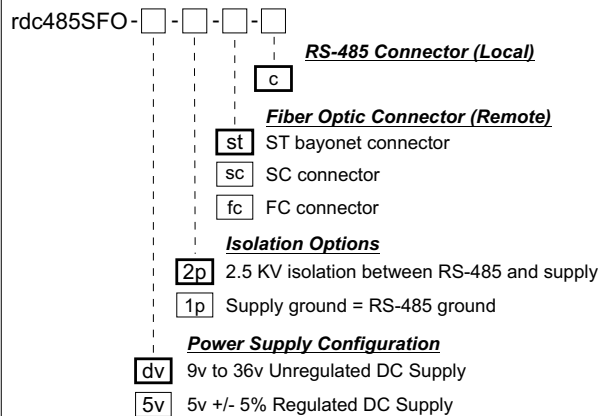 rdc485SFO- - - -
RS-485 Connector (Local)
c
Fiber Optic Connector (Remote)
st ST bayonet connector
sc SC connector
fc FC connector
Isolation Options
2p 2.5 KV isolation between RS-485 and supply
1p Supply ground = RS-485 ground
Power Supply Configuration
dv 9v to 36v Unregulated DC Supply
5v 5v +/- 5% Regulated DC Supply